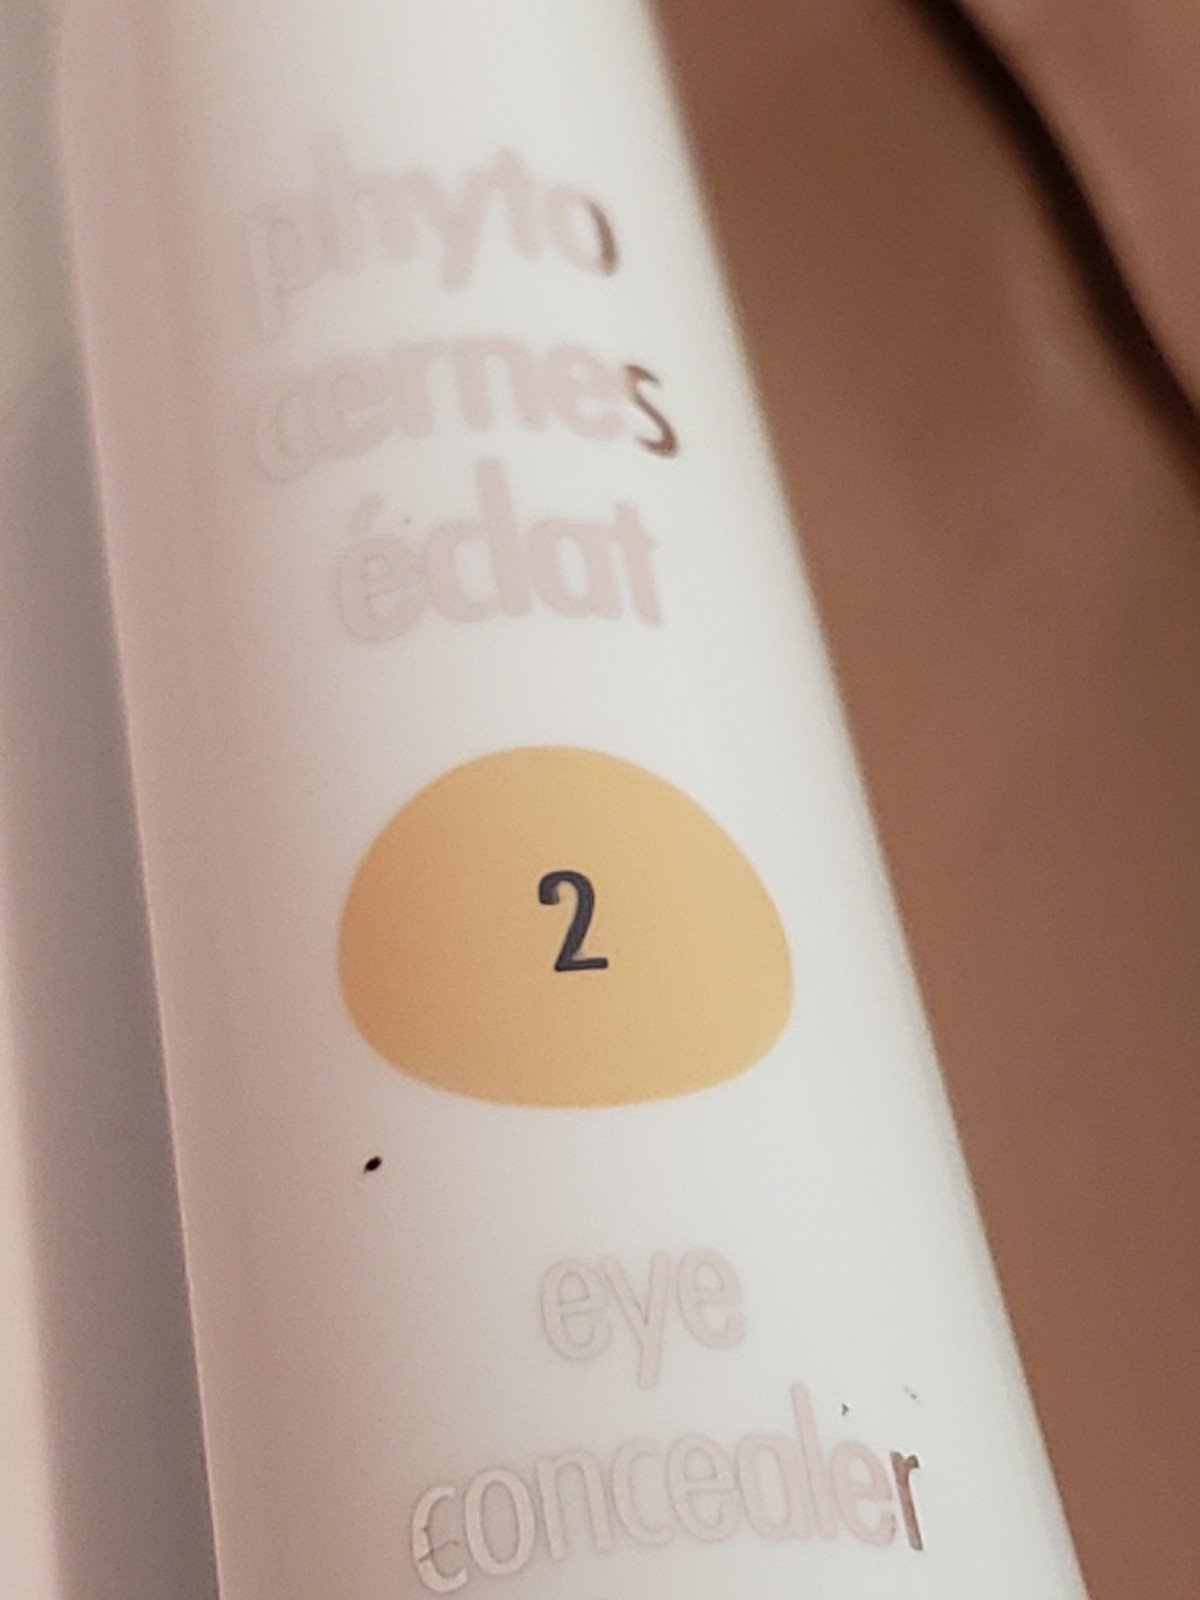 phyto
cernes
éclat
2
eye
concealer